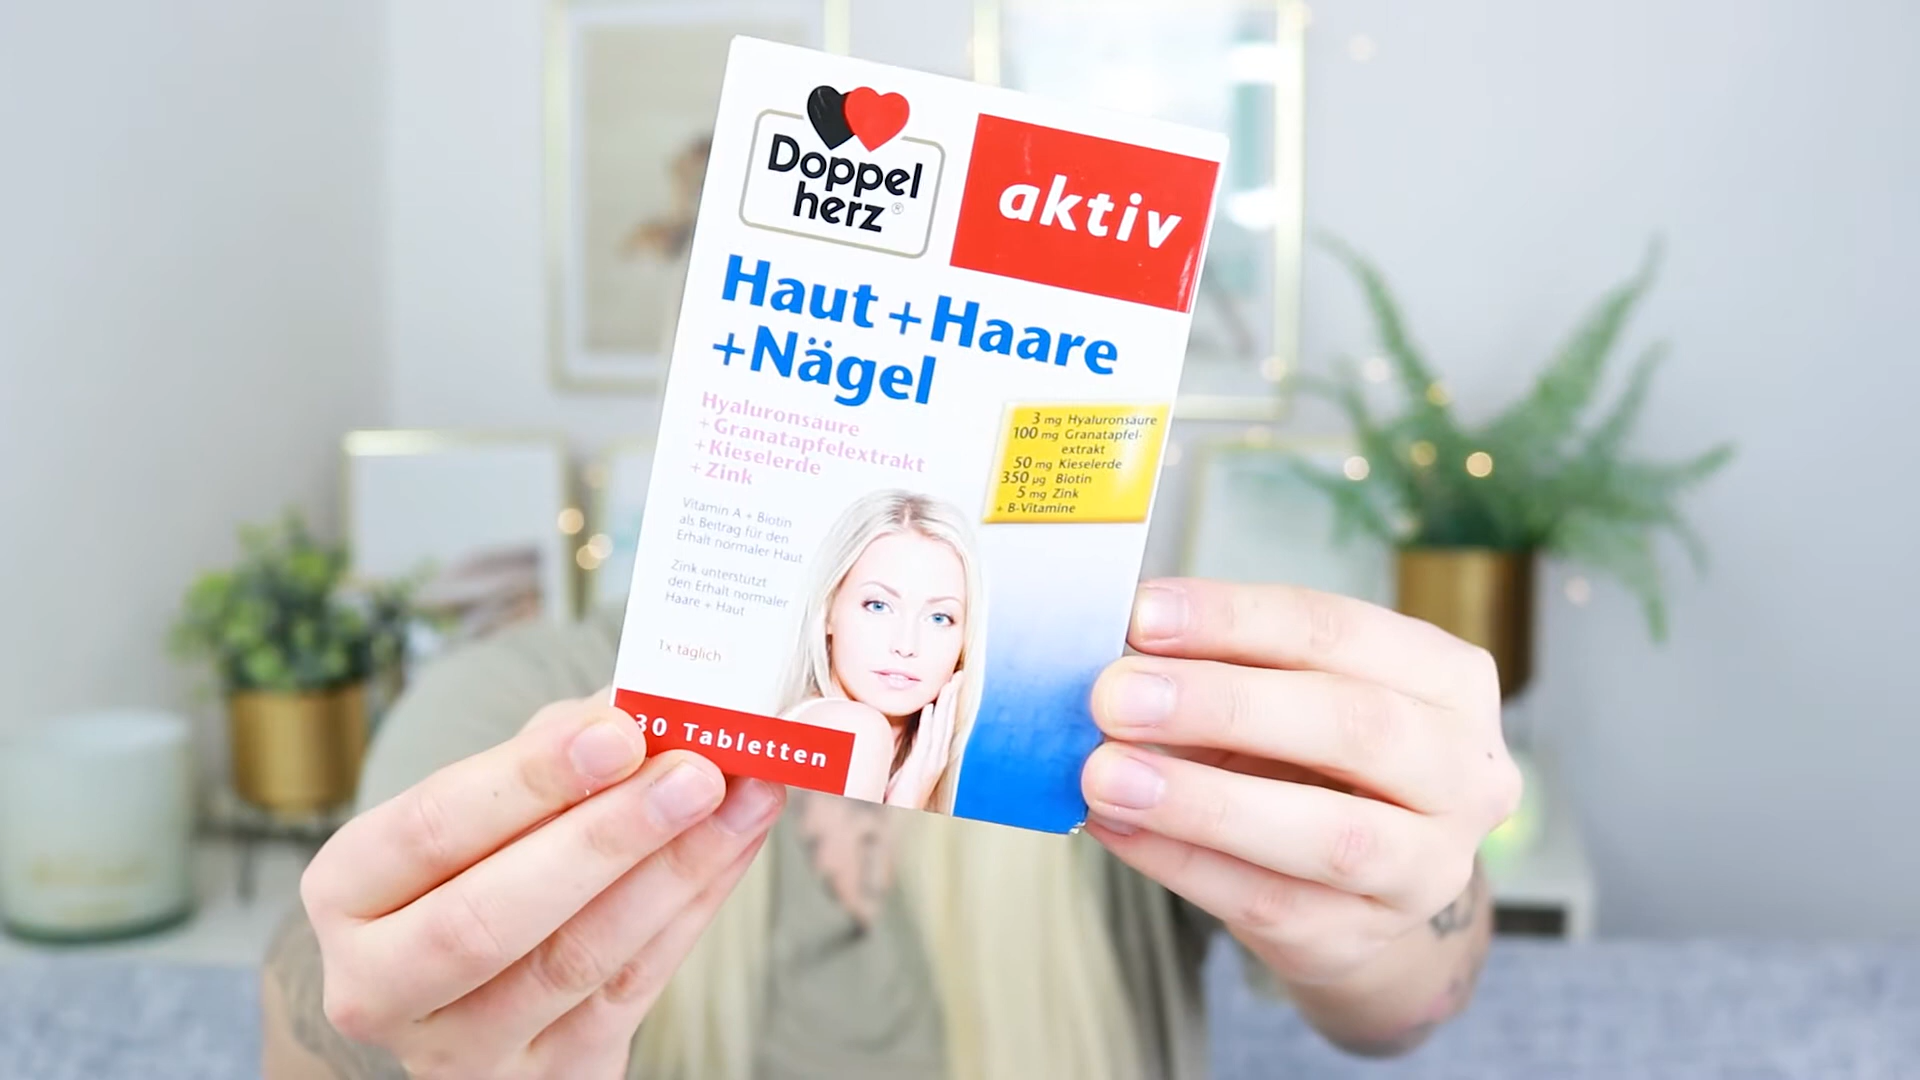 Doppel
herz®
aktiv
Haut + Haare
+Nägel
Hyaluronsäure
+Granatapfelextrakt
+Kieselerde
+Zink
3 mg Hyaluronsäure
100 mg Granatapfel-
extrakt
50 mg Kieselerde
350 µg Biotin
5 mg Zink
+ B-Vitamine
Vitamin A + Biotin
als Beitrag für den
Erhalt normaler Haut
Zink unterstützt
den Erhalt normaler
Haare + Haut
1x täglich
30 Tabletten